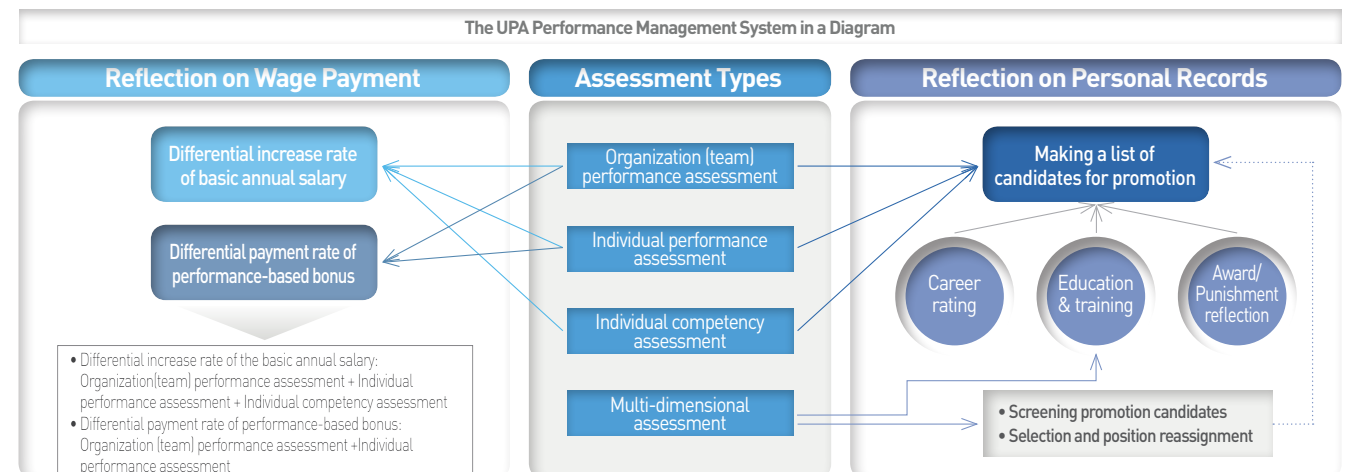 The UPA Performance Management System in a Diagram
Reflection on Wage Payment
Differential increase rate
of basic annual salary
Differential payment rate of
performance-based bonus
• Differential increase rate of the basic annual salary:
Organization(team) performance assessment + Individual
performance assessment + Individual competency assessment
• Differential payment rate of performance-based bonus:
Organization (team) performance assessment +Individual
performance assessment
Assessment Types
Organization (team)
performance assessment
Individual performance
assessment
Individual competency
assessment
Multi-dimensional
assessment
Reflection on Personal Records
Making a list of
candidates for promotion
Career
rating
Education
& training
Award/
Punishment
reflection
• Screening promotion candidates
• Selection and position reassignment